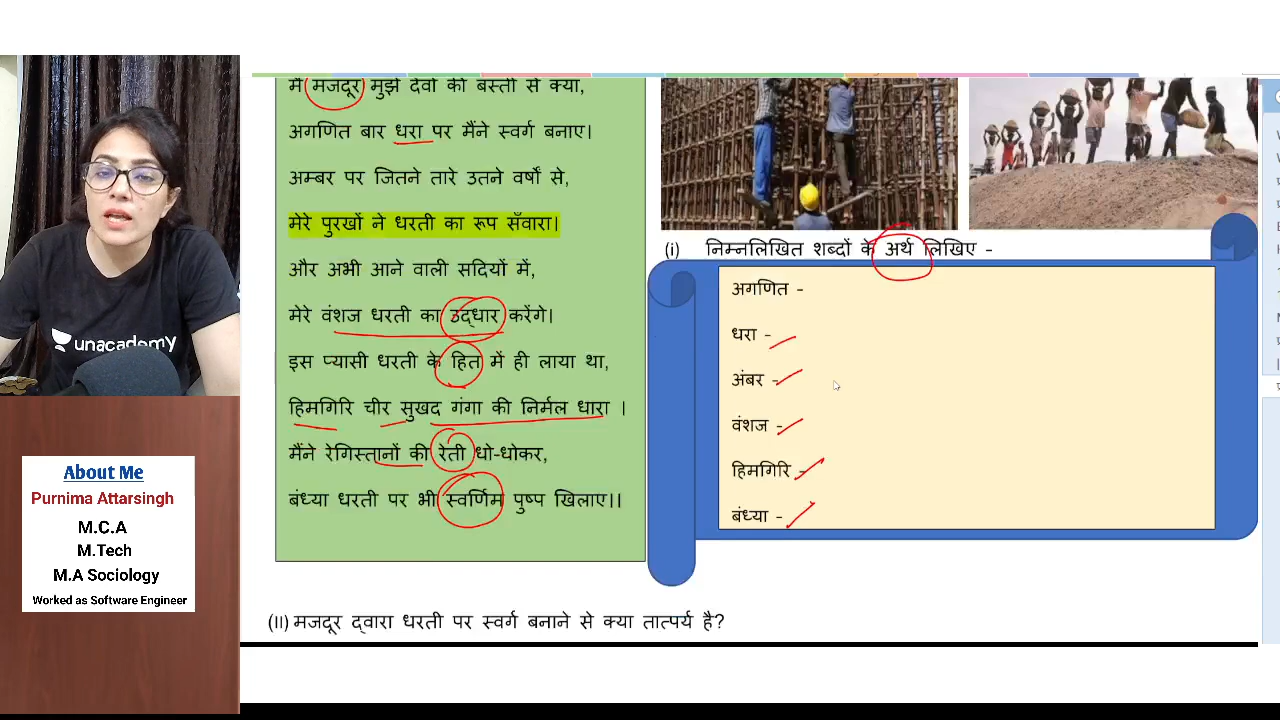 मैं मजदूर मुझे देवों की बस्ती से क्या,
अगणित बार धरा पर मैंने स्वर्ग बनाए।
अम्बर पर जितने तारे उतने वर्षों से,
मेरे पुरखों ने धरती का रूप सँवारा।
और अभी आने वाली सदियों में,
मेरे वंशज धरती का उद्धार करेंगे।
इस प्यासी धरती के हित में ही लाया था,
हिमगिरि चीर सुखद गंगा की निर्मल धारा ।
मैंने रेगिस्तानों की रेती धो-धोकर,
बंध्या धरती पर भी स्वर्णिम पुष्प खिलाए।।
(i) निम्नलिखित शब्दों के अर्थ लिखिए -
अगणित -
धरा -
अंबर -
वंशज -
हिमगिरि -
बंध्या -
(II) मजदूर द्वारा धरती पर स्वर्ग बनाने से क्या तात्पर्य है?
unacademy
About Me
Purnima Attarsingh
M.C.A
M.Tech
M.A Sociology
Worked as Software Engineer